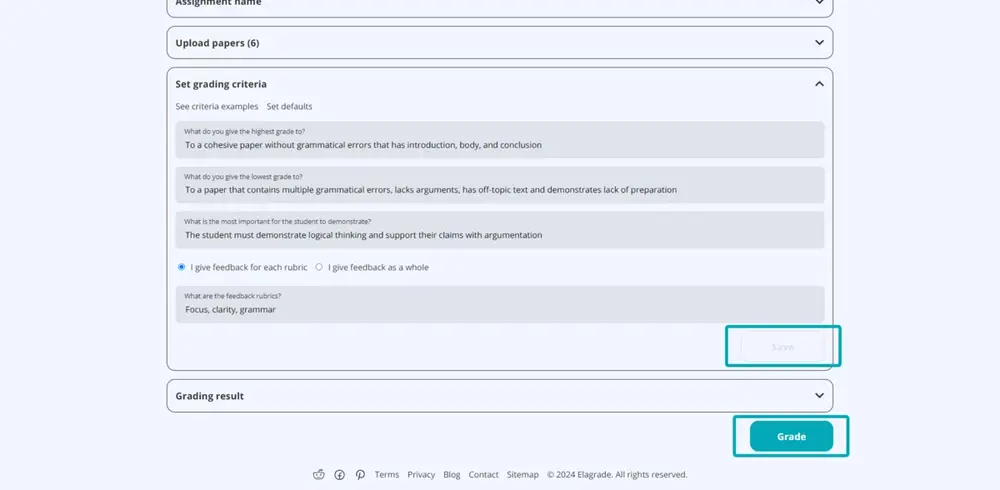 Assignment name
Upload papers (6)
Set grading criteria
See criteria examples Set defaults
What do you give the highest grade to?
To a cohesive paper without grammatical errors that has introduction, body, and conclusion
What do you give the lowest grade to?
To a paper that contains multiple grammatical errors, lacks arguments, has off-topic text and demonstrates lack of preparation
What is the most important for the student to demonstrate?
The student must demonstrate logical thinking and support their claims with argumentation
I give feedback for each rubric I give feedback as a whole
What are the feedback rubrics?
Focus, clarity, grammar
Save
Grading result
Grade
Terms Privacy Blog Contact Sitemap © 2024 Elagrade. All rights reserved.